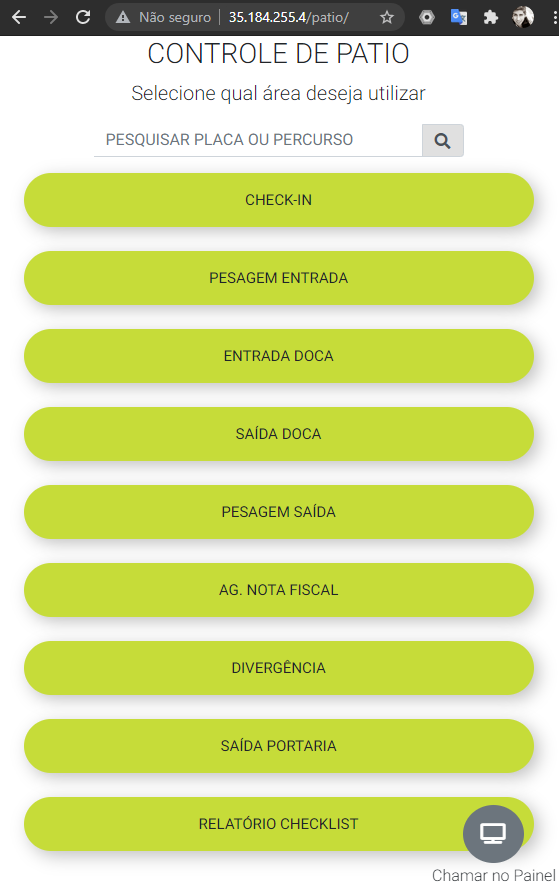 Não seguro | 35.184.255.4/patio/
CONTROLE DE PATIO
Selecione qual área deseja utilizar
PESQUISAR PLACA OU PERCURSO
CHECK-IN
PESAGEM ENTRADA
ENTRADA DOCA
SAÍDA DOCA
PESAGEM SAÍDA
AG. NOTA FISCAL
DIVERGÊNCIA
SAÍDA PORTARIA
RELATÓRIO CHECKLIST
Chamar no Painel